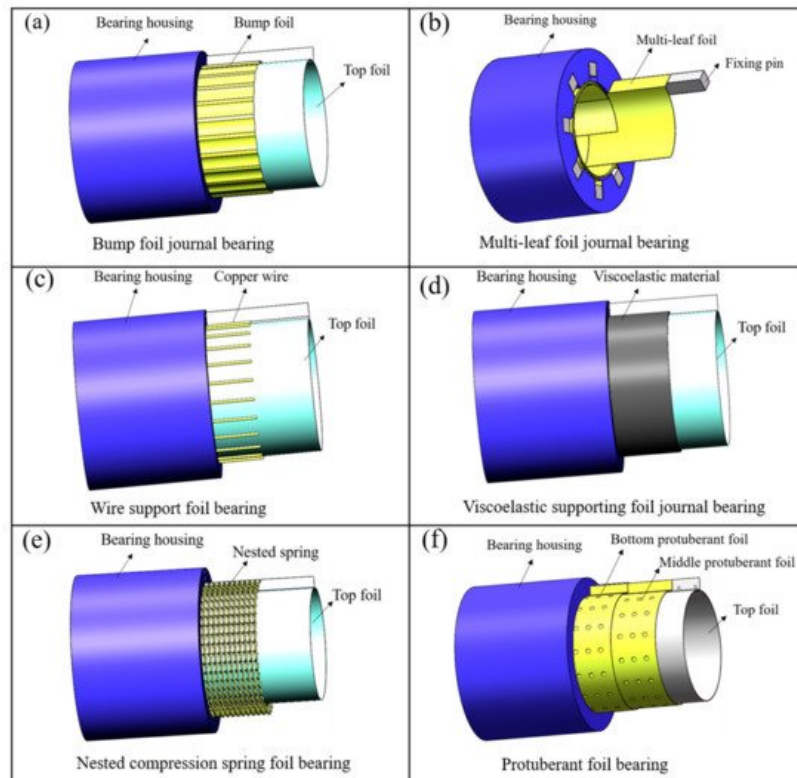 (a)
Bearing housing
Bump foil
Top foil
Bump foil journal bearing
(b)
Bearing housing
Multi-leaf foil
Fixing pin
Multi-leaf foil journal bearing
(c)
Bearing housing
Copper wire
Top foil
Wire support foil bearing
(d)
Bearing housing
Viscoelastic material
Top foil
Viscoelastic supporting foil journal bearing
(e)
Bearing housing
Nested spring
Top foil
Nested compression spring foil bearing
(f)
Bearing housing
Bottom protuberant foil
Middle protuberant foil
Top foil
Protuberant foil bearing